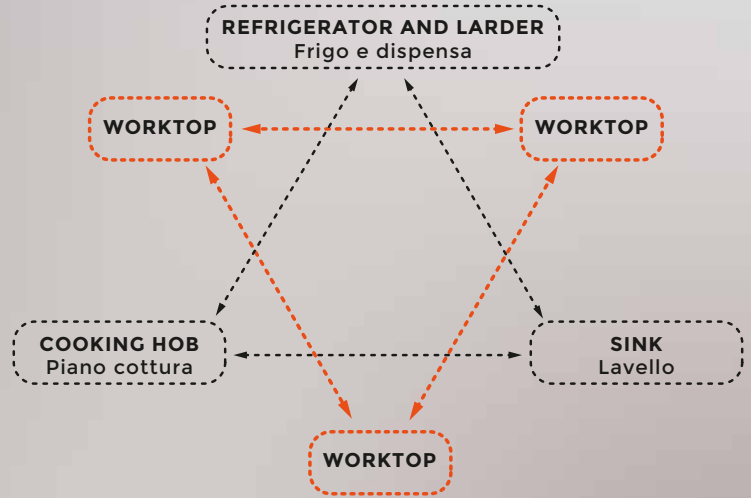 REFRIGERATOR AND LARDER
Frigo e dispensa
WORKTOP
WORKTOP
COOKING HOB
Piano cottura
SINK
Lavello
WORKTOP